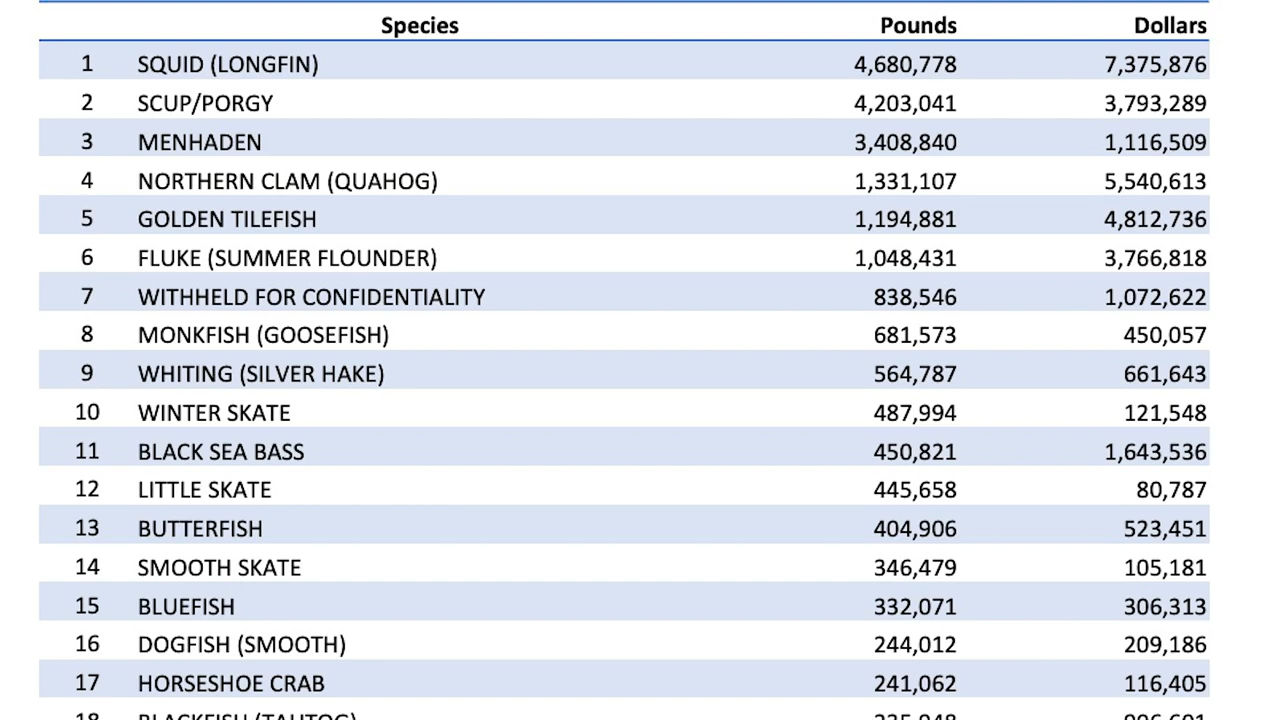 Species Pounds Dollars
1 SQUID (LONGFIN) 4,680,778 7,375,876
2 SCUP/PORGY 4,203,041 3,793,289
3 MENHADEN 3,408,840 1,116,509
4 NORTHERN CLAM (QUAHOG) 1,331,107 5,540,613
5 GOLDEN TILEFISH 1,194,881 4,812,736
6 FLUKE (SUMMER FLOUNDER) 1,048,431 3,766,818
7 WITHHELD FOR CONFIDENTIALITY 838,546 1,072,622
8 MONKFISH (GOOSEFISH) 681,573 450,057
9 WHITING (SILVER HAKE) 564,787 661,643
10 WINTER SKATE 487,994 121,548
11 BLACK SEA BASS 450,821 1,643,536
12 LITTLE SKATE 445,658 80,787
13 BUTTERFISH 404,906 523,451
14 SMOOTH SKATE 346,479 105,181
15 BLUEFISH 332,071 306,313
16 DOGFISH (SMOOTH) 244,012 209,186
17 HORSESHOE CRAB 241,062 116,405
18 BLACKFISH (TAUTOG)